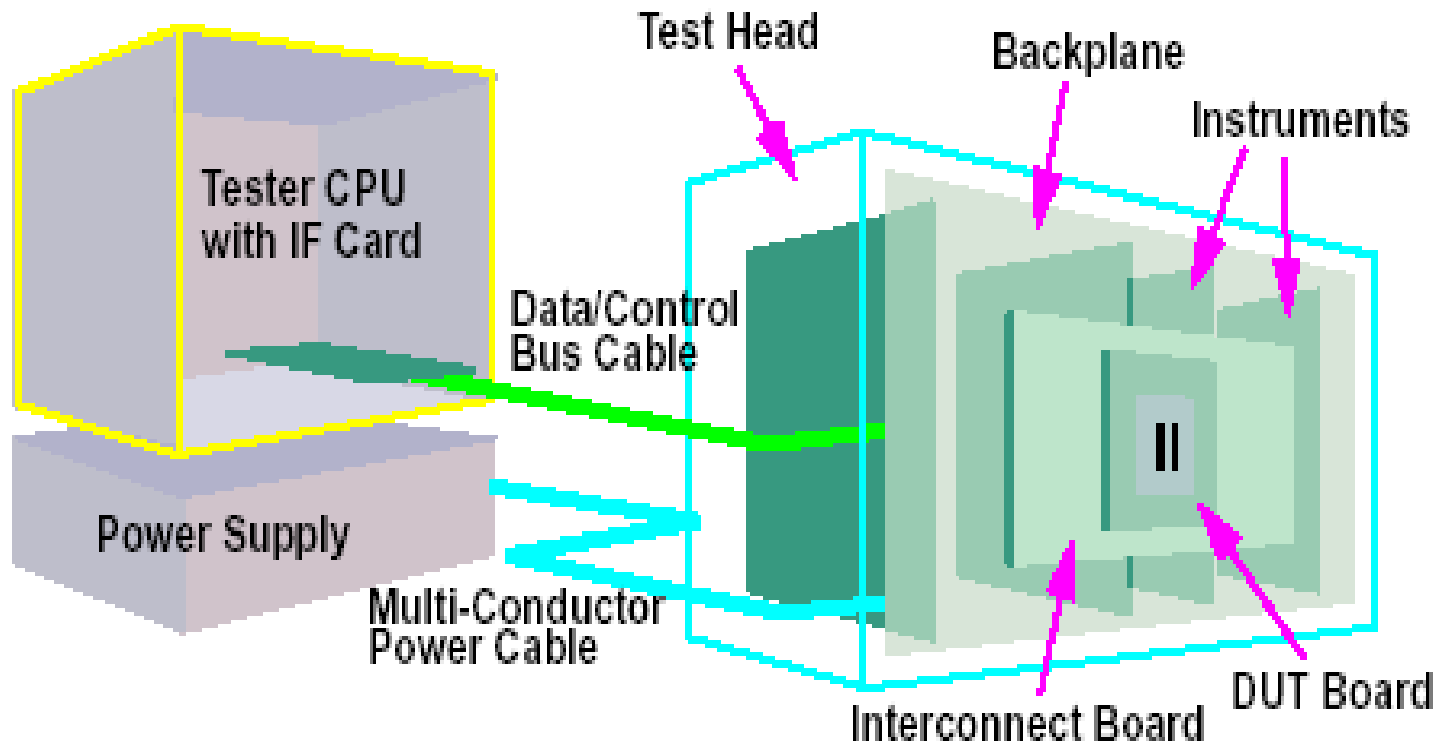 Test Head
Backplane
Instruments
Tester CPU
with IF Card
Data/Control
Bus Cable
Power Supply
Multi-Conductor
Power Cable
DUT Board
Interconnect Board